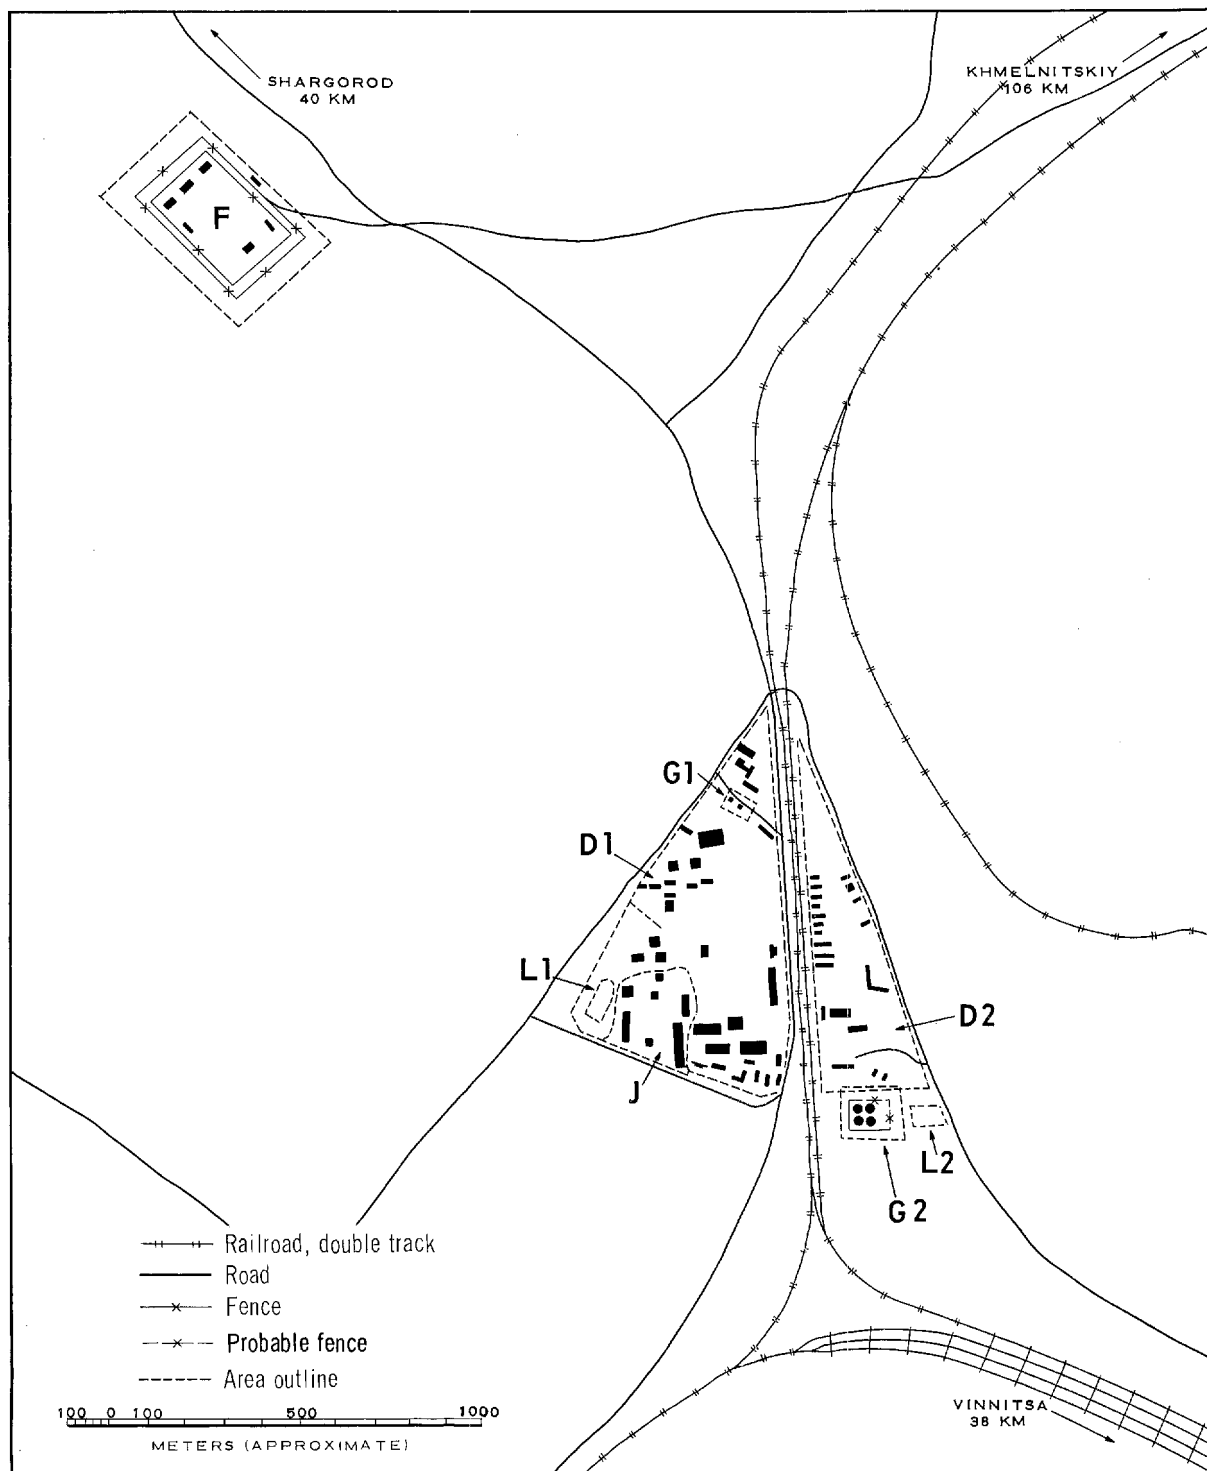 SHARGOROD
40 KM
KHMELNITSKIY
106 KM
F
G1
D1
L1
D2
J
L2
G2
Railroad, double track
Road
Fence
Probable fence
Area outline
100 0 100 500 1000
METERS (APPROXIMATE)
VINNITSA
38 KM